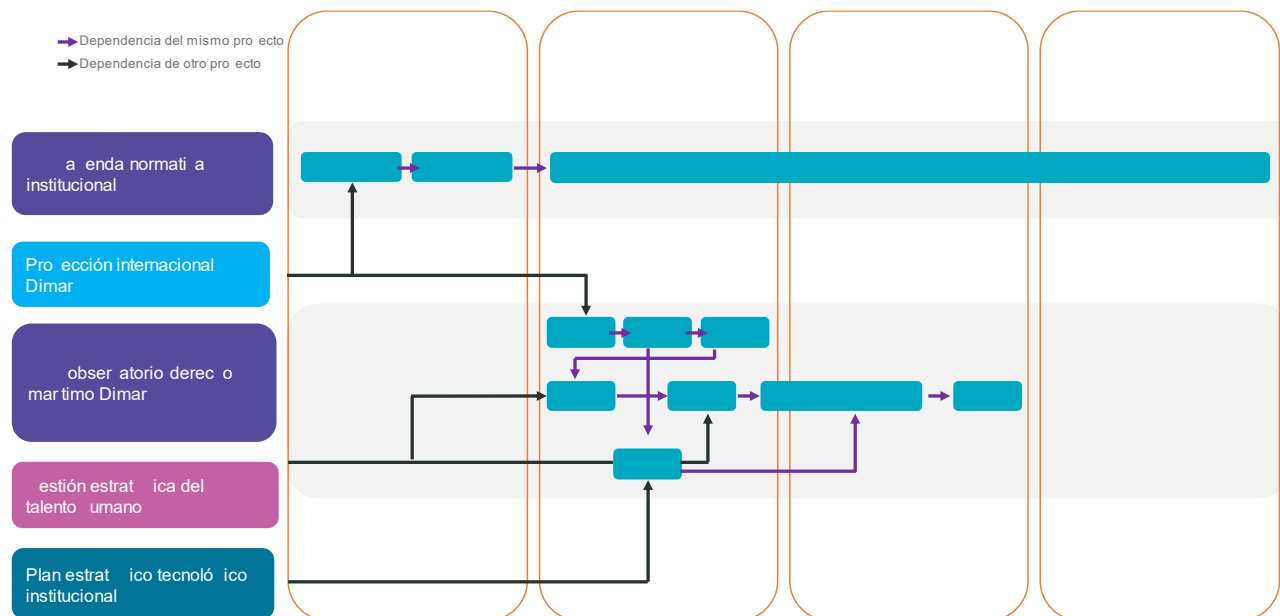 Dependencia del mismo pro ecto
Dependencia de otro pro ecto
a enda normati a
institucional
Pro ección internacional
Dimar
obser atorio derec o
mar timo Dimar
estión estrat ica del
talento umano
Plan estrat ico tecnoló ico
institucional